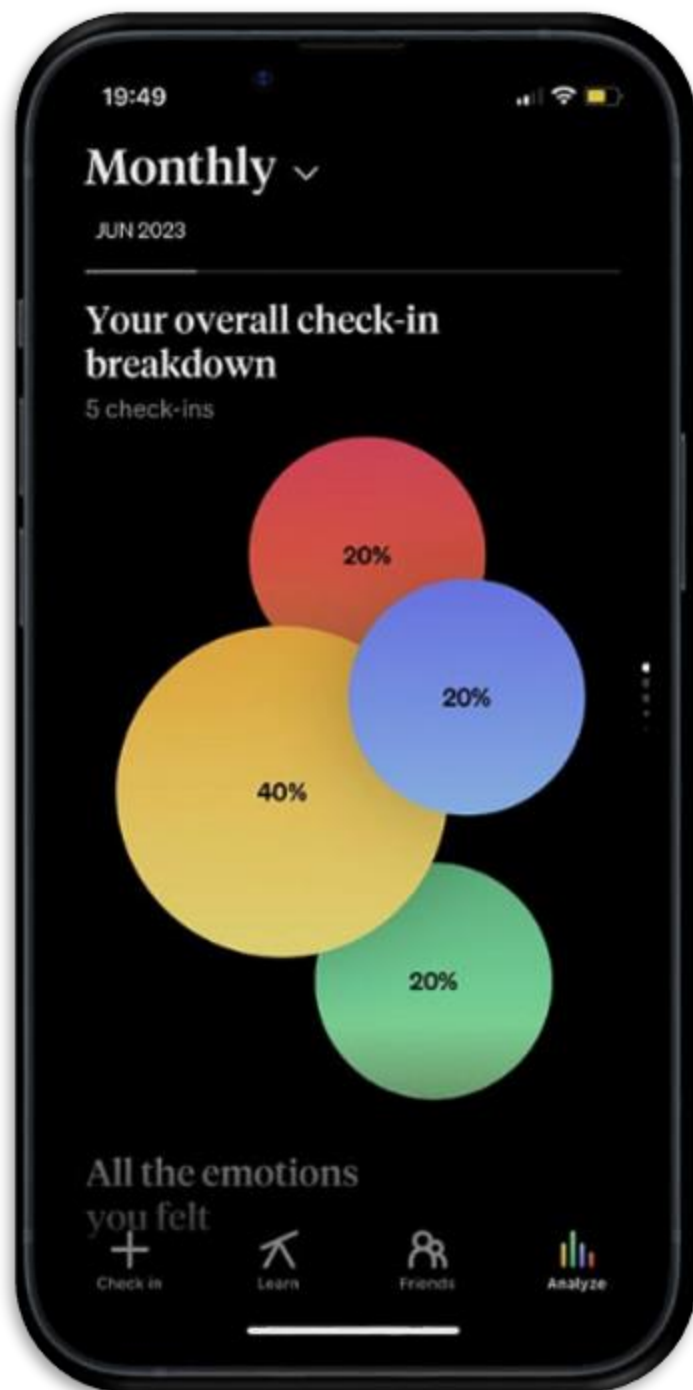 19:49
Monthly
JUN 2023
Your overall check-in
breakdown
5 check-ins
20%
20%
40%
20%
All the emotions
you felt
Check in
Learn
Friends
Analyze